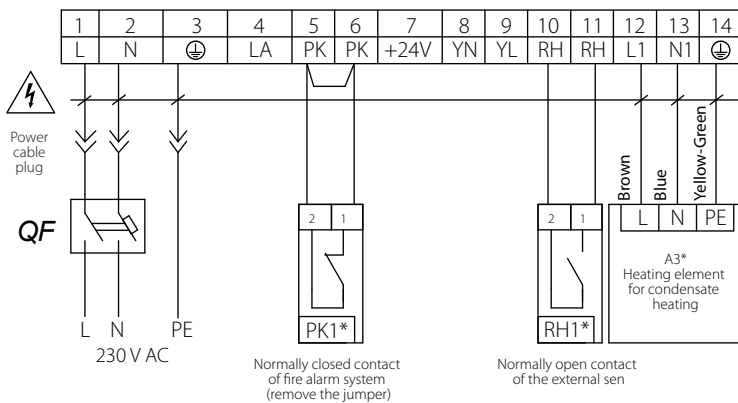 1 2 3 4 5 6 7 8 9 10 11 12 13 14
L N LA PK PK +24V YN YL RH RH L1 N1
Power
cable
plug
QF
L N PE
230 V AC
2 1
PK1*
Normally closed contact
of fire alarm system
(remove the jumper)
2 1
RH1*
Normally open contact
of the external sen
Brown
Blue
Yellow-Green
L N PE
A3*
Heating element
for condensate
heating